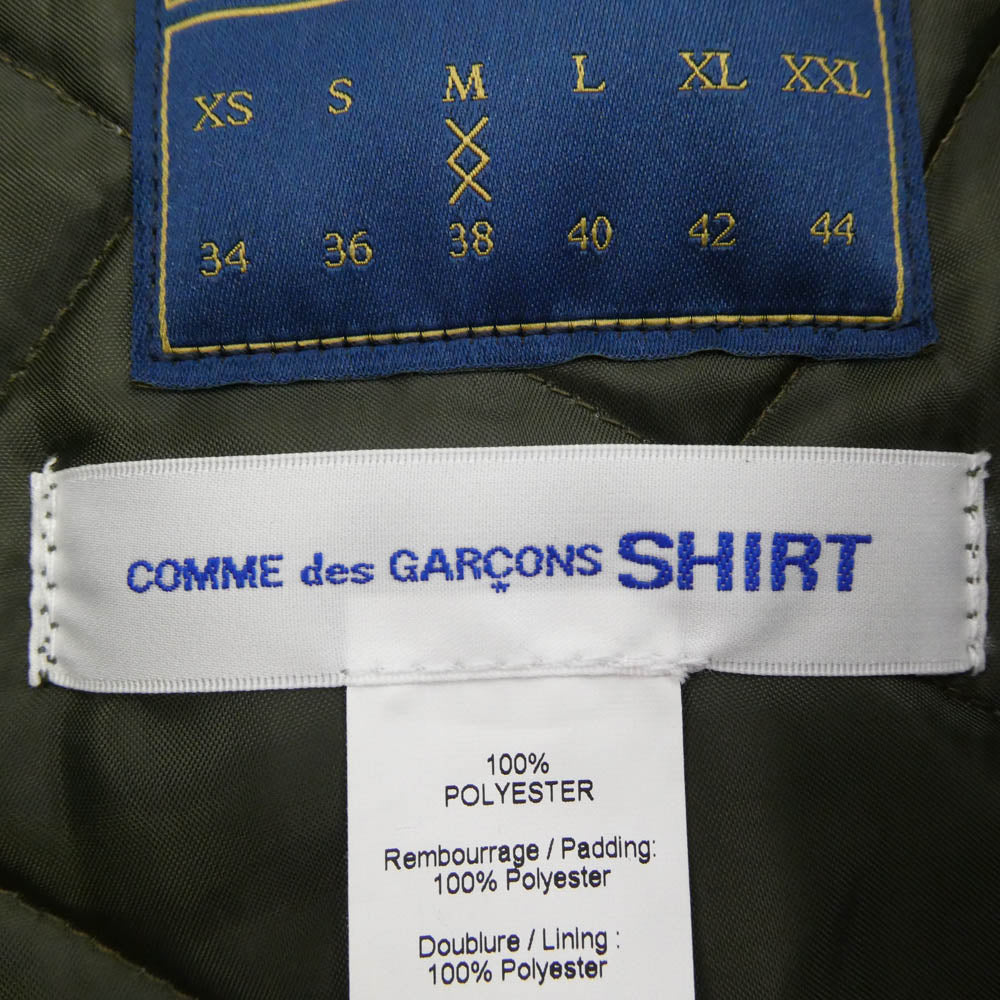 XS S M L XL XXL
34 36 38 40 42 44
COMME des GARÇONS SHIRT
100%
POLYESTER
Rembourrage / Padding:
100% Polyester
Doublure / Lining :
100% Polyester